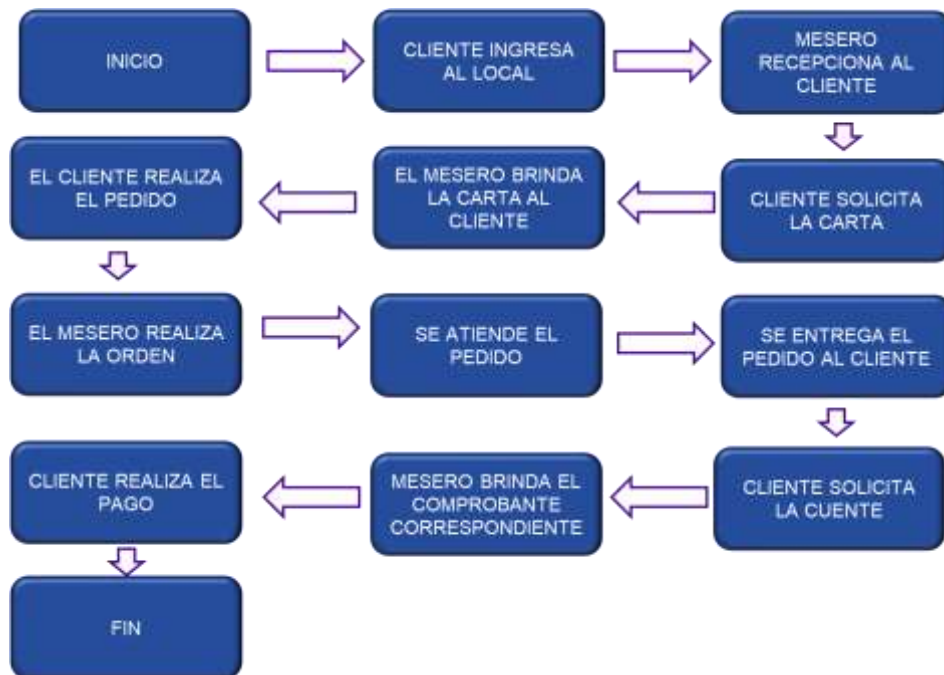 INICIO
CLIENTE INGRESA
AL LOCAL
MESERO
RECEPCIONA AL
CLIENTE
CLIENTE SOLICITA
LA CARTA
EL MESERO BRINDA
LA CARTA AL
CLIENTE
EL CLIENTE REALIZA
EL PEDIDO
EL MESERO REALIZA
LA ORDEN
SE ATIENDE EL
PEDIDO
SE ENTREGA EL
PEDIDO AL CLIENTE
CLIENTE SOLICITA
LA CUENTE
MESERO BRINDA EL
COMPROBANTE
CORRESPONDIENTE
CLIENTE REALIZA EL
PAGO
FIN